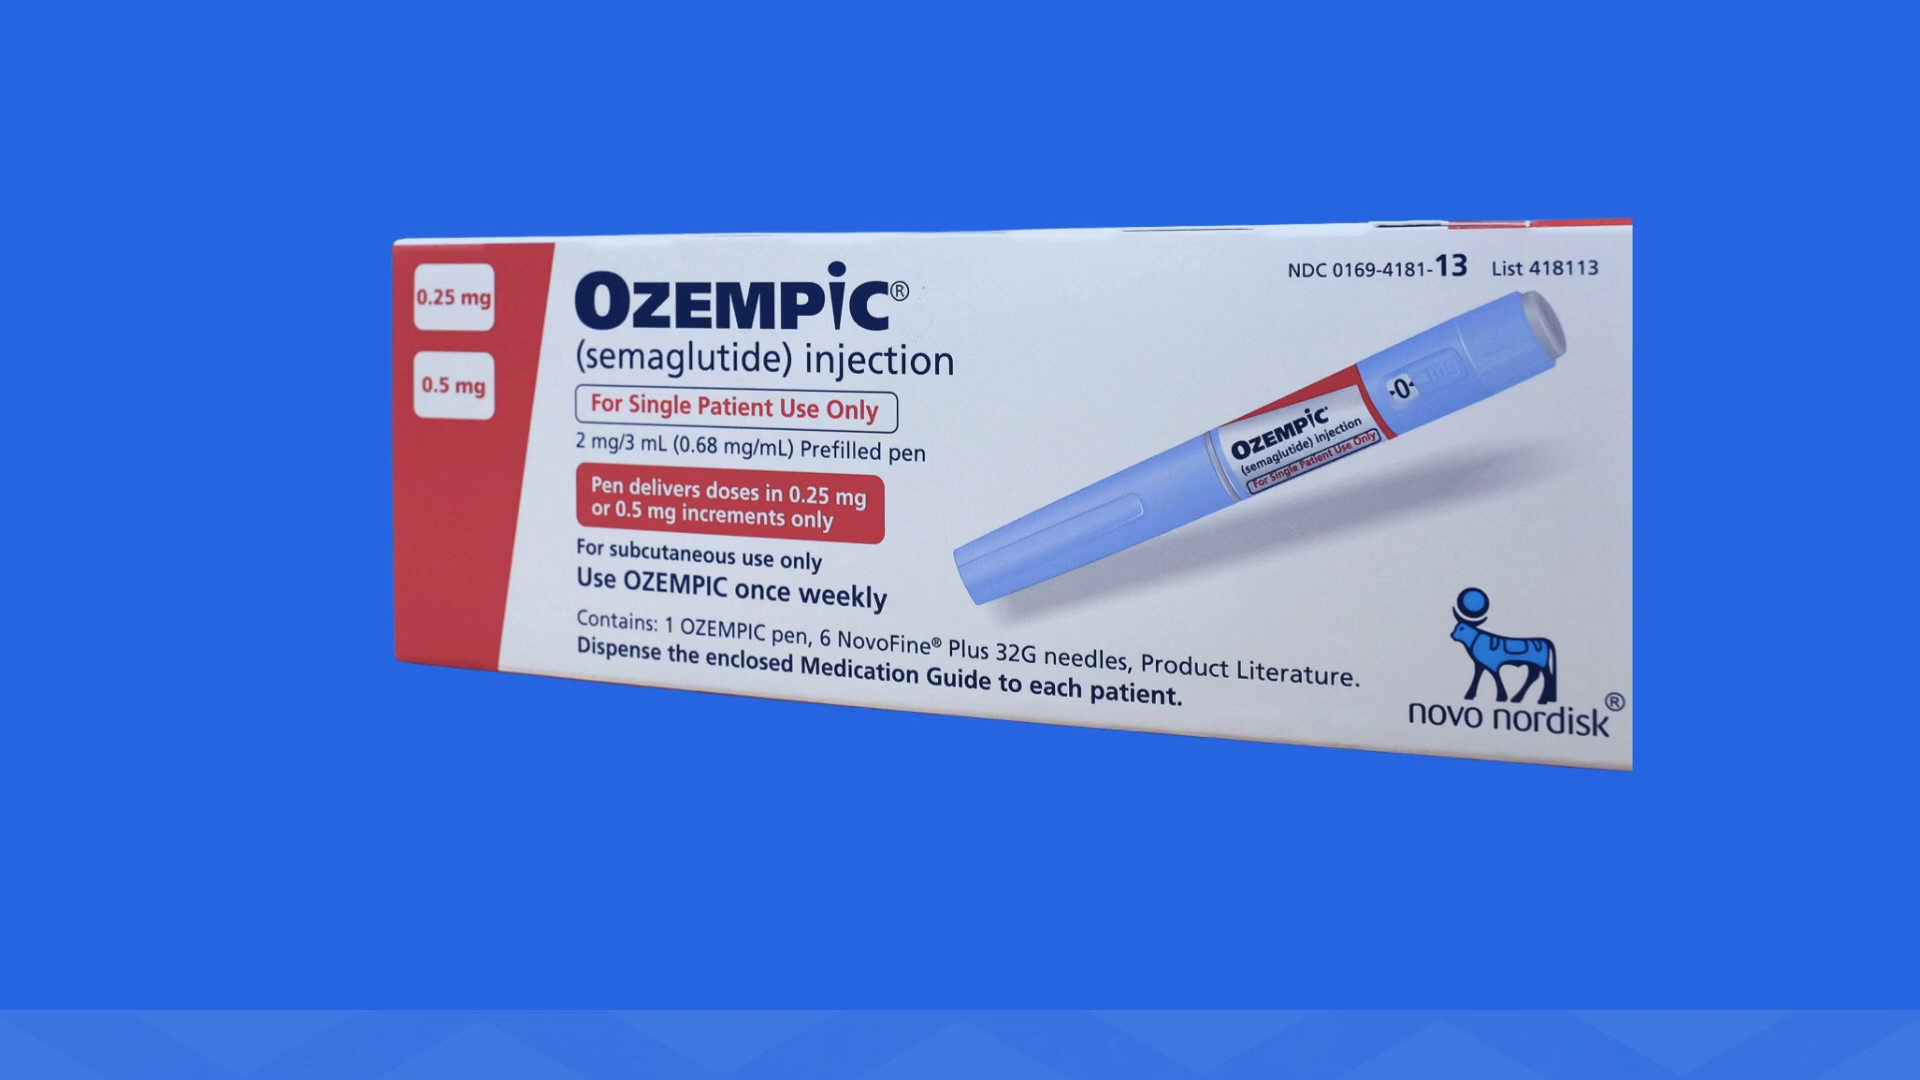 0.25 mg
0.5 mg
OZEMPIC®
(semaglutide) injection
For Single Patient Use Only
2 mg/3 mL (0.68 mg/mL) Prefilled pen
Pen delivers doses in 0.25 mg
or 0.5 mg increments only
For subcutaneous use only
Use OZEMPIC once weekly
Contains: 1 OZEMPIC pen, 6 NovoFine® Plus 32G needles, Product Literature.
Dispense the enclosed Medication Guide to each patient.
NDC 0169-4181-13 List 418113
OZEMPIC®
(semaglutide) injection
For Single Patient Use Only
-0-
mg
novo nordisk®